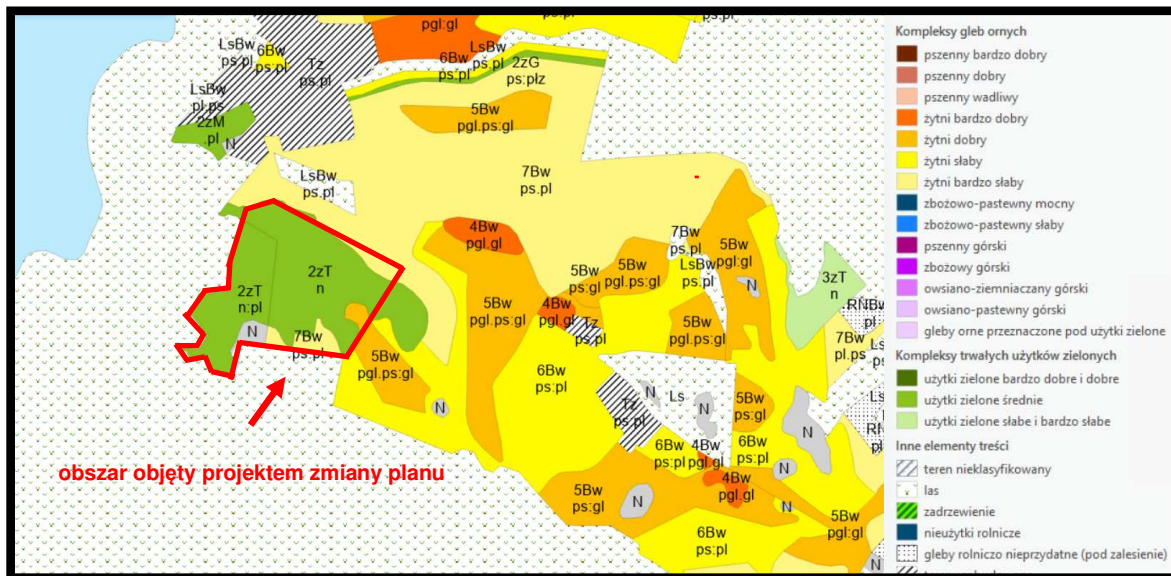 pgl:gl
ps.pl
LsBw
ps.pl
6Bw
ps:pl
Tz
ps.pl
6Bw
ps:pl
LsBw
ps:pl
2zG
ps:płz
LsBw
pl.ps
2zM
.pl
N
5Bw
pgl.ps:gl
LsBw
ps.pl
7Bw
ps.pl
4Bw
pgl.gl
7Bw
ps.pl
LsBw
ps:pl
5Bw
pgl:gl
5Bw
ps:gl
5Bw
pgl.ps:gl
3zT
n
RNBw
pl
2zT
n
2zT
n:pl
N
7Bw
ps.pl
5Bw
pgl.ps:gl
5Bw
pgl.ps:gl
4Bw
pgl.gl
Tz
ps.pl
5Bw
pgl.ps:gl
N
7Bw
pl.ps
6Bw
ps:pl
N
Tz
ps.pl
N
Ls
N
5Bw
pgl:gl
N
6Bw
ps:pl
4Bw
pgl.gl
6Bw
ps:pl
4Bw
pgl.gl
N
N
5Bw
ps:gl
N
6Bw
ps:pl
5Bw
pgl:gl
N
obszar objęty projektem zmiany planu
Kompleksy gleb ornych
pszenny bardzo dobry
pszenny dobry
pszenny wadliwy
żytni bardzo dobry
żytni dobry
żytni słaby
żytni bardzo słaby
zbożowo-pastewny mocny
zbożowo-pastewny słaby
pszenny górski
zbożowy górski
owsiano-ziemniaczany górski
owsiano-pastewny górski
gleby orne przeznaczone pod użytki zielone
Kompleksy trwałych użytków zielonych
użytki zielone bardzo dobre i dobre
użytki zielone średnie
użytki zielone słabe i bardzo słabe
Inne elementy treści
teren nieklasyfikowany
las
zadrzewienie
nieużytki rolnicze
gleby rolniczo nieprzydatne (pod zalesienie)